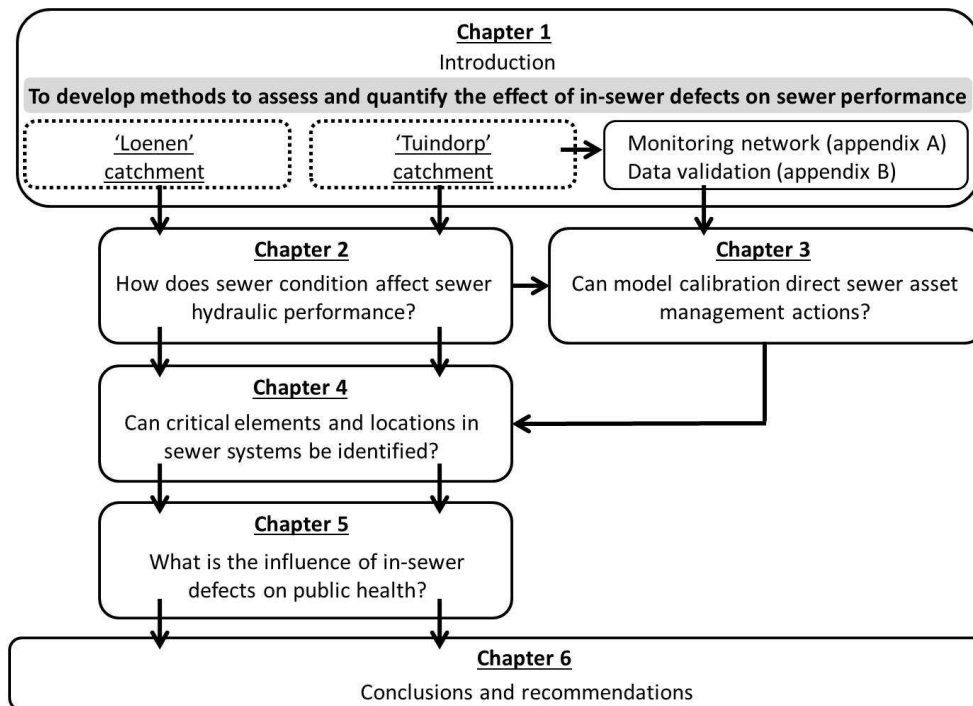 Chapter 1
Introduction
To develop methods to assess and quantify the effect of in-sewer defects on sewer performance
‘Loenen’
catchment
‘Tuindorp’
catchment
Monitoring network (appendix A)
Data validation (appendix B)
Chapter 2
How does sewer condition affect sewer
hydraulic performance?
Chapter 3
Can model calibration direct sewer asset
management actions?
Chapter 4
Can critical elements and locations in
sewer systems be identified?
Chapter 5
What is the influence of in-sewer
defects on public health?
Chapter 6
Conclusions and recommendations